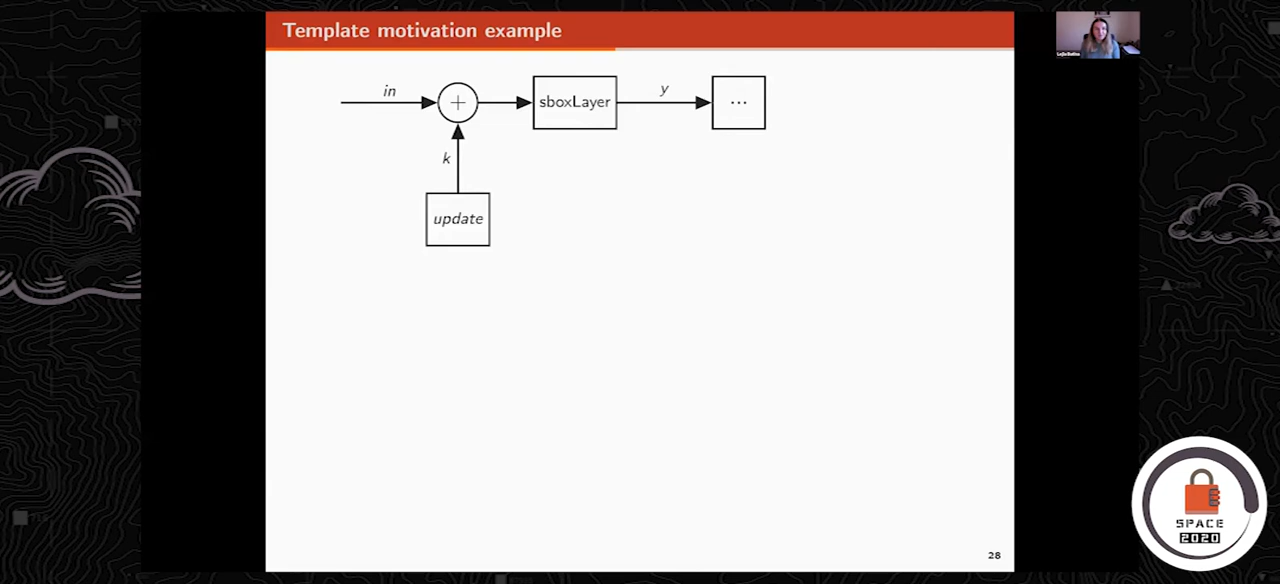 Template motivation example
in
+
sboxLayer
y
...
k
update
28
SPACE
2020